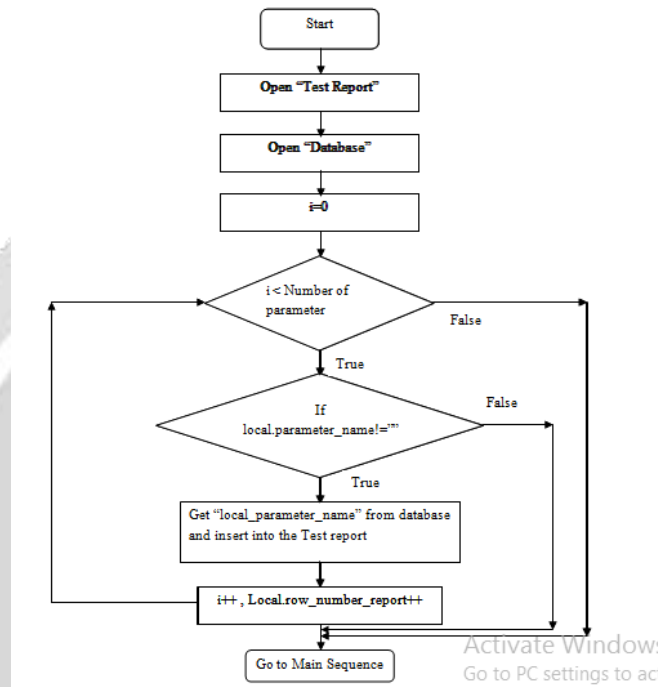 Start
Open “Test Report”
Open “Database”
i=0
i < Number of
parameter
False
True
If
local.parameter_name!=””
False
True
Get “local_parameter_name” from database
and insert into the Test report
i++ , Local.row_number_report++
Go to Main Sequence
Activate Windows
Go to PC settings to ac